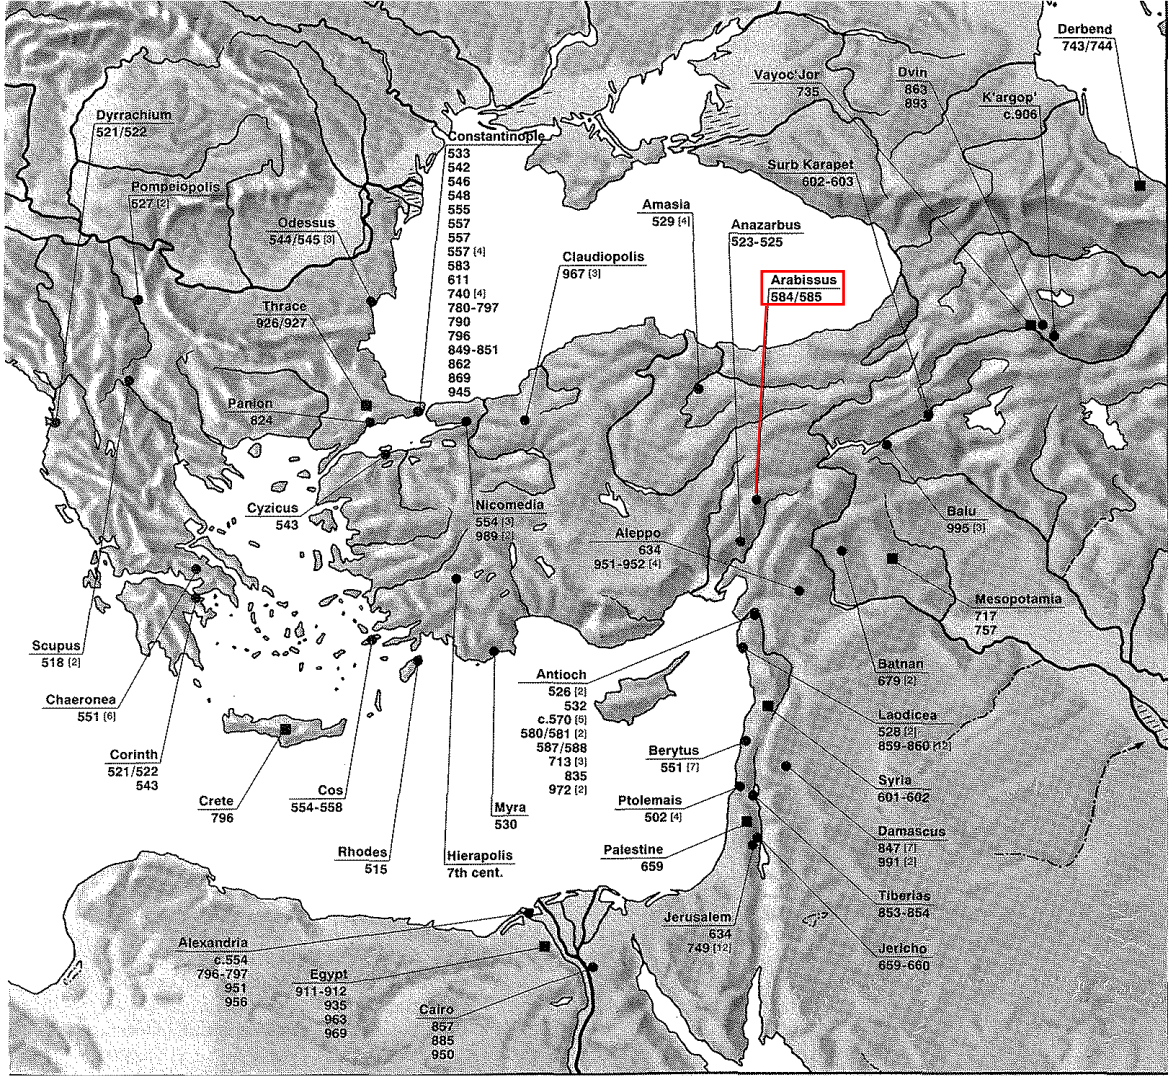 Derbend
743/744
Vayoc'Jor
735
Dvin
863
893
K'argop'
c.906
Dyrrachium
521/522
Constantinople
533
542
546
548
555
557
557
557 [4]
583
611
740 [4]
780-797
790
796
849-851
862
869
945
Surb Karapet
602-603
Pompeiopolis
527 [2]
Amasia
529 [4]
Anazarbus
523-525
Odessus
544/545 [3]
Claudiopolis
967 [3]
Arabissus
584/585
Thrace
926/927
Panion
824
Cyzicus
543
Nicomedia
554 [3]
989 [2]
Aleppo
634
951-952 [4]
Balu
995 [3]
Mesopotamia
717
757
Scupus
518 [2]
Batnan
679 [2]
Chaeronea
551 [6]
Antioch
526 [2]
532
c.570 [5]
580/581 [2]
587/588
713 [3]
835
972 [2]
Laodicea
528 [2]
859-860 [12]
Corinth
521/522
543
Berytus
551 [7]
Syria
601-602
Crete
796
Cos
554-558
Myra
530
Ptolemais
502 [4]
Damascus
847 [7]
991 [2]
Rhodes
515
Hierapolis
7th cent.
Palestine
659
Tiberias
853-854
Jerusalem
634
749 [12]
Jericho
659-660
Alexandria
c.554
796-797
951
956
Egypt
911-912
935
963
969
Cairo
857
885
950